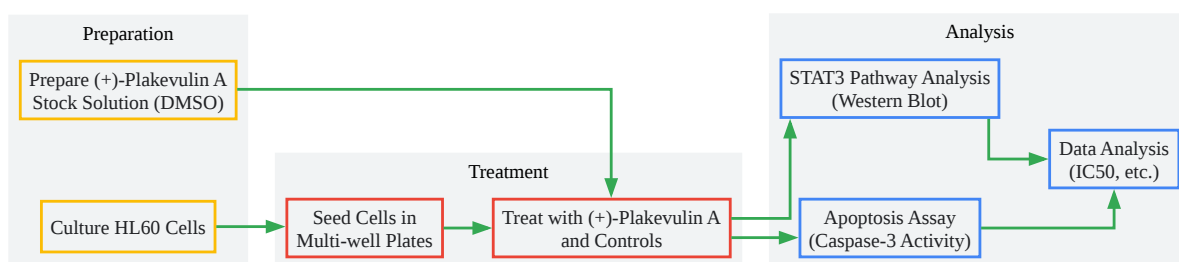 Preparation
Prepare (+)-Plakevulin A
Stock Solution (DMSO)
Culture HL60 Cells
Treatment
Seed Cells in
Multi-well Plates
Treat with (+)-Plakevulin A
and Controls
Analysis
STAT3 Pathway Analysis
(Western Blot)
Apoptosis Assay
(Caspase-3 Activity)
Data Analysis
(IC50, etc.)